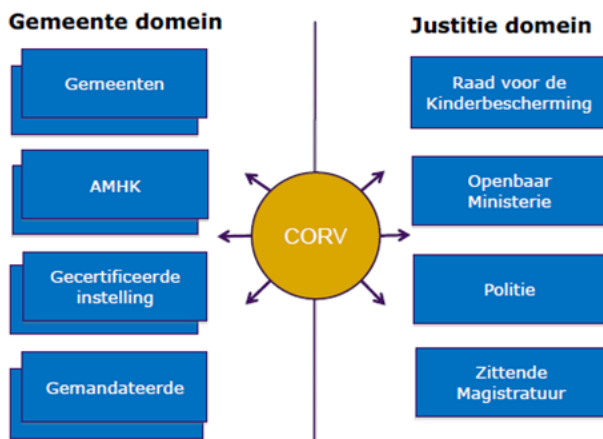 Gemeente domein
Gemeenten
AMHK
Gecertificeerde
instelling
Gemandateerde
CORV
Justitie domein
Raad voor de
Kinderbescherming
Openbaar
Ministerie
Politie
Zittende
Magistratuur